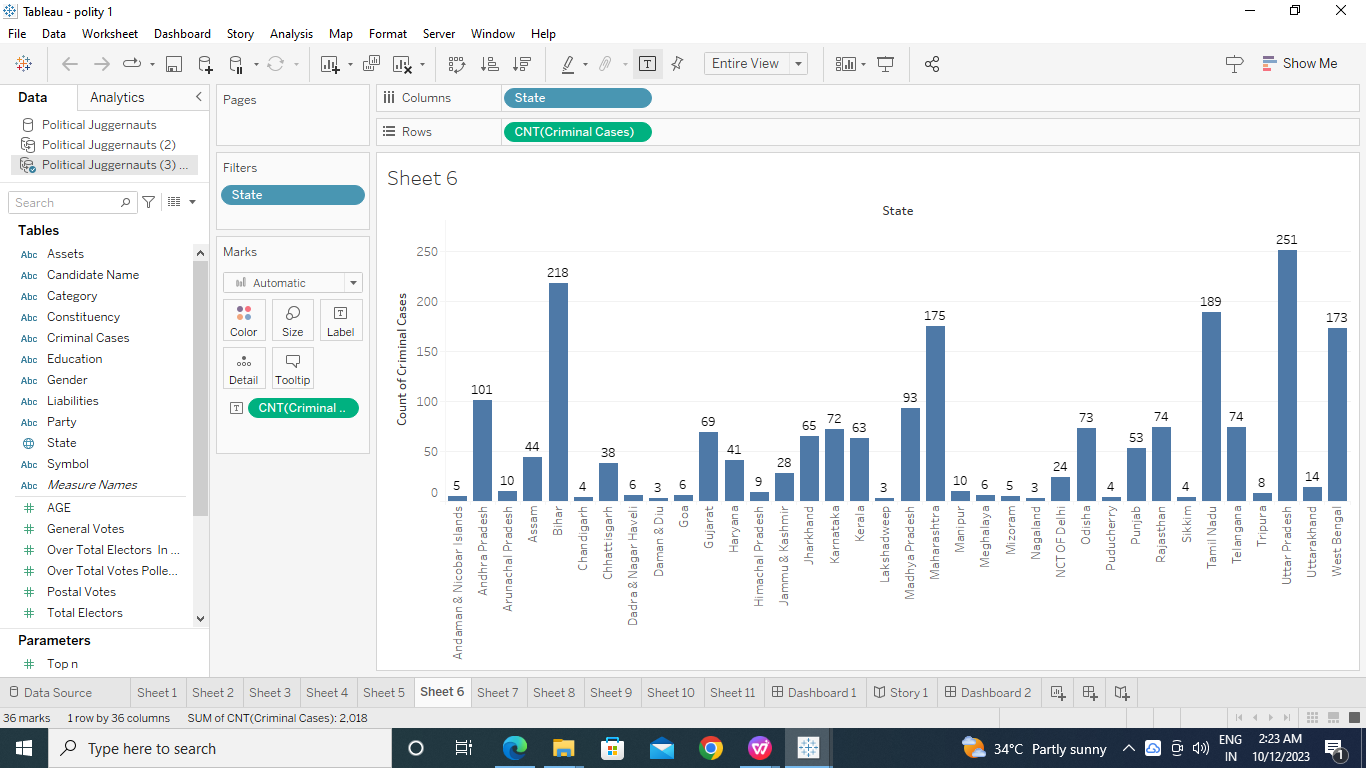 Tableau - polity 1
File Data Worksheet Dashboard Story Analysis Map Format Server Window Help
Entire View
Show Me
Data Analytics
Political Juggernauts
Political Juggernauts (2)
Political Juggernauts (3) ...
Search
Tables
Abc Assets
Abc Candidate Name
Abc Category
Abc Constituency
Abc Criminal Cases
Abc Education
Abc Gender
Abc Liabilities
Abc Party
State
Abc Symbol
Abc Measure Names
# AGE
# General Votes
# Over Total Electors In ...
# Over Total Votes Polle...
# Postal Votes
# Total Electors
Parameters
# Top n
Pages
Filters
State
Marks
Automatic
Color Size T Label
Detail Tooltip
T CNT(Criminal ..
Columns State
Rows CNT(Criminal Cases)
Sheet 6
State
Count of Criminal Cases
250
200
150
100
50
0
5 101 10 44 218 4 38 6 3 6 69 41 9 28 65 72 63 3 93 175 10 6 5 3 24 73 4 53 74 4 189 74 8 251 14 173
Andaman & Nicobar Islands
Andhra Pradesh
Arunachal Pradesh
Assam
Bihar
Chandigarh
Chhattisgarh
Dadra & Nagar Haveli
Daman & Diu
Goa
Gujarat
Haryana
Himachal Pradesh
Jammu & Kashmir
Jharkhand
Karnataka
Kerala
Lakshadweep
Madhya Pradesh
Maharashtra
Manipur
Meghalaya
Mizoram
Nagaland
NCT OF Delhi
Odisha
Puducherry
Punjab
Rajasthan
Sikkim
Tamil Nadu
Telangana
Tripura
Uttar Pradesh
Uttarakhand
West Bengal
Data Source Sheet 1 Sheet 2 Sheet 3 Sheet 4 Sheet 5 Sheet 6 Sheet 7 Sheet 8 Sheet 9 Sheet 10 Sheet 11 Dashboard 1 Story 1 Dashboard 2
36 marks 1 row by 36 columns SUM of CNT(Criminal Cases): 2,018
Type here to search
34°C Partly sunny
ENG
IN
2:23 AM
10/12/2023
1